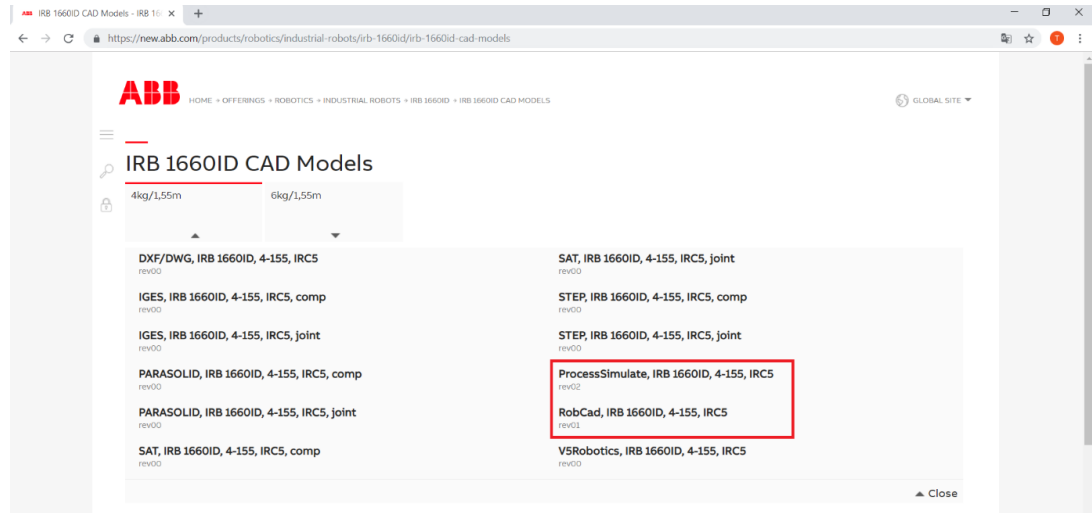 ABB IRB 1660ID CAD Models - IRB 16
https://new.abb.com/products/robotics/industrial-robots/irb-1660id/irb-1660id-cad-models
T
ABB
HOME + OFFERINGS + ROBOTICS + INDUSTRIAL ROBOTS + IRB 1660ID + IRB 1660ID CAD MODELS
GLOBAL SITE
IRB 1660ID CAD Models
4kg/1,55m
6kg/1,55m
DXF/DWG, IRB 1660ID, 4-155, IRC5
rev00
IGES, IRB 1660ID, 4-155, IRC5, comp
rev00
IGES, IRB 1660ID, 4-155, IRC5, joint
rev00
PARASOLID, IRB 1660ID, 4-155, IRC5, comp
rev00
PARASOLID, IRB 1660ID, 4-155, IRC5, joint
rev00
SAT, IRB 1660ID, 4-155, IRC5, comp
rev00
SAT, IRB 1660ID, 4-155, IRC5, joint
rev00
STEP, IRB 1660ID, 4-155, IRC5, comp
rev00
STEP, IRB 1660ID, 4-155, IRC5, joint
rev00
ProcessSimulate, IRB 1660ID, 4-155, IRC5
rev02
RobCad, IRB 1660ID, 4-155, IRC5
rev01
V5Robotics, IRB 1660ID, 4-155, IRC5
rev00
Close